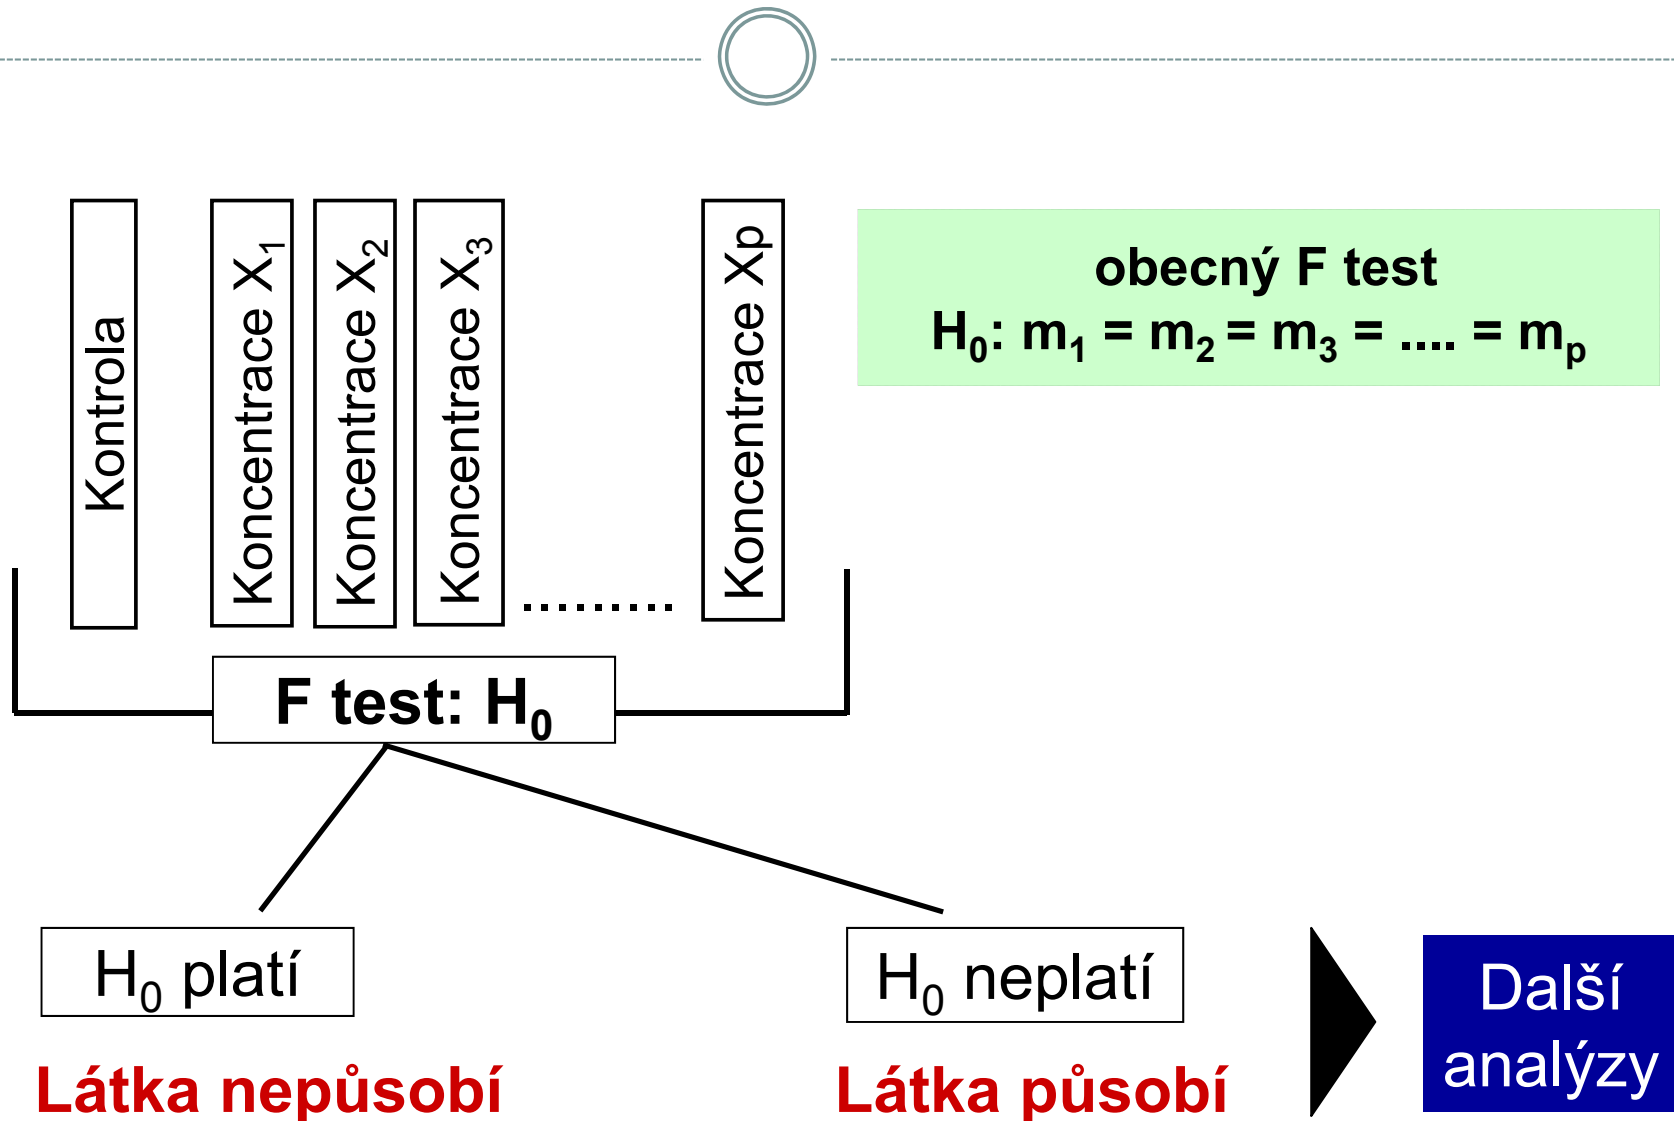 Kontrola
Koncentrace X₁
Koncentrace X₂
Koncentrace X₃
..........
Koncentrace Xp
obecný F test
H₀: m₁ = m₂ = m₃ = .... = mₚ
F test: H₀
H₀ platí
Látka nepůsobí
H₀ neplatí
Látka působí
Další
analýzy